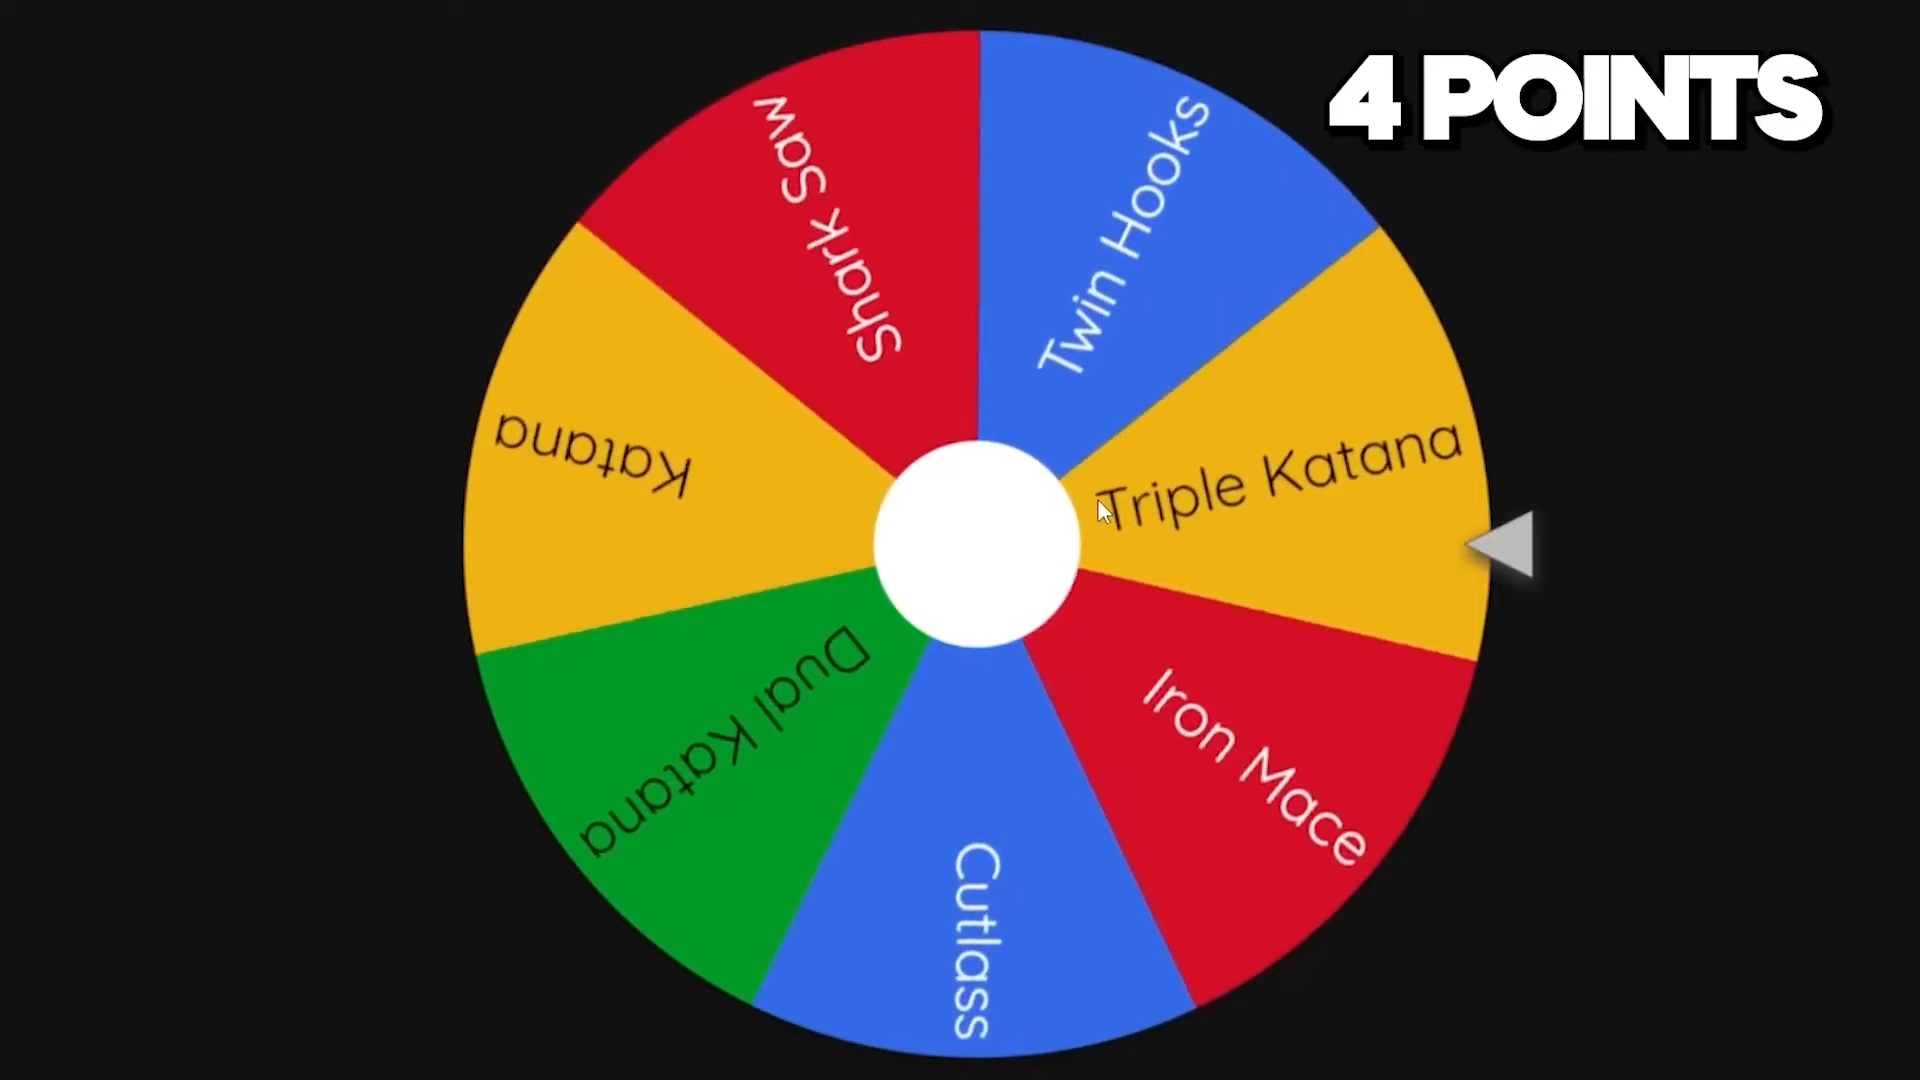 4 POINTS
Twin Hooks
Triple Katana
Iron Mace
Cutlass
Dual Katana
Katana
Shark Saw